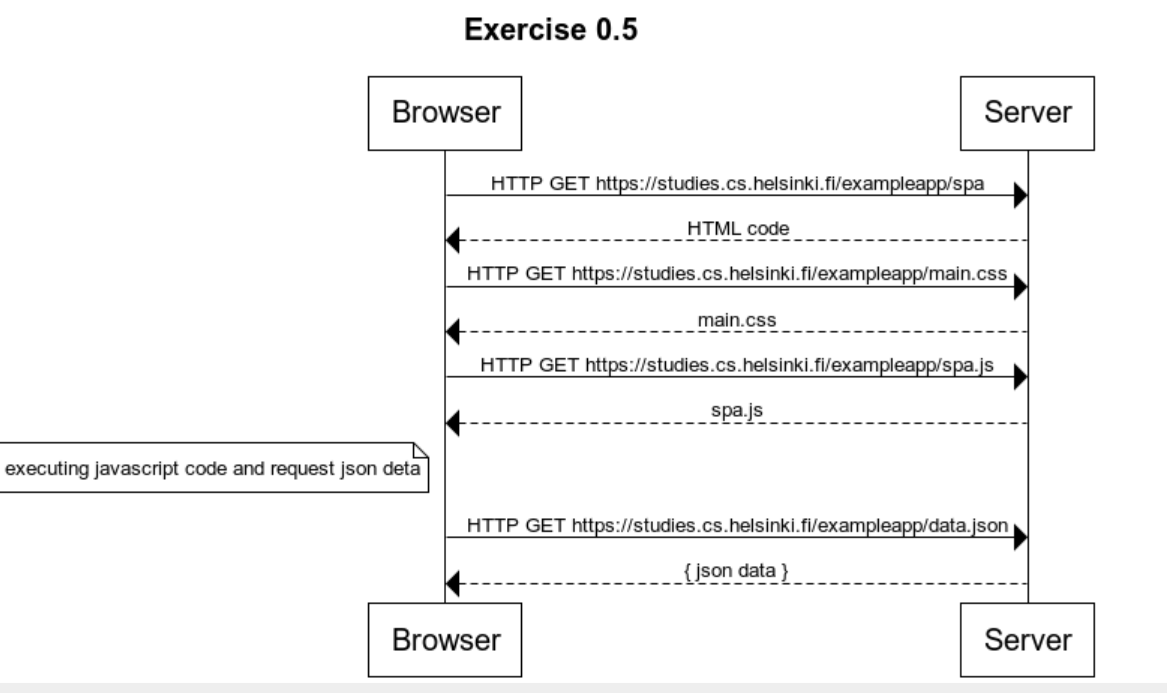 Exercise 0.5
Browser
Server
HTTP GET https://studies.cs.helsinki.fi/exampleapp/spa
HTML code
HTTP GET https://studies.cs.helsinki.fi/exampleapp/main.css
main.css
HTTP GET https://studies.cs.helsinki.fi/exampleapp/spa.js
spa.js
executing javascript code and request json deta
HTTP GET https://studies.cs.helsinki.fi/exampleapp/data.json
{ json data }
Browser
Server